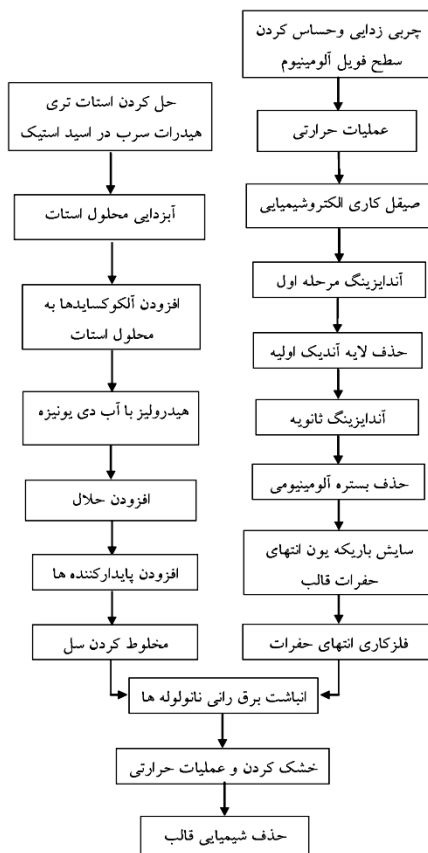 چربی زدایی وحساس کردن
سطح فویل آلومینیوم
عملیات حرارتی
صیقل کاری الکتروشیمیایی
آندایزینگ مرحله اول
حذف لایه آندیک اولیه
آندایزینگ ثانویه
حذف بستره آلومینیومی
سایش باریکه یون انتهای
حفرات قالب
فلزکاری انتهای حفرات
حل کردن استات تری
هیدرات سرب در اسید استیک
آبزدایی محلول استات
افزودن آلکوکسایدها به
محلول استات
هیدرولیز با آب دی یونیزه
افزودن حلال
افزودن پایدارکننده ها
مخلوط کردن سل
انباشت برق رانی نانولوله ها
خشک کردن و عملیات حرارتی
حذف شیمیایی قالب